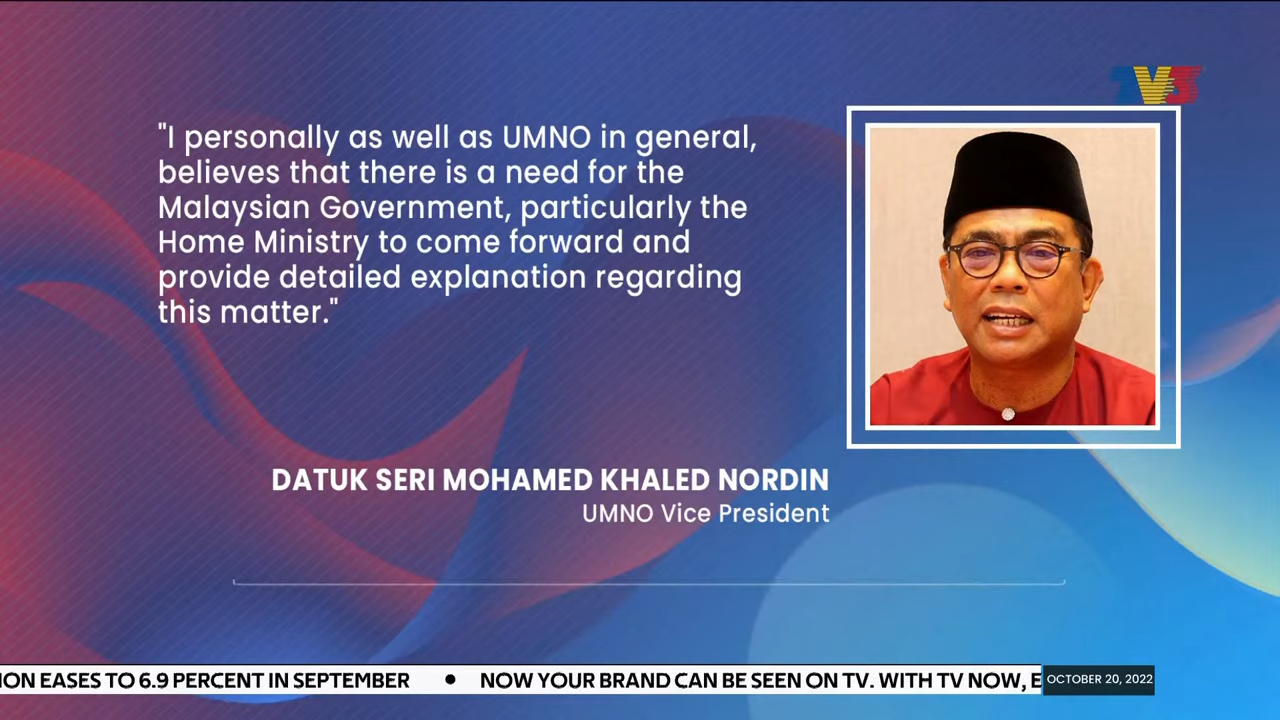 TV3
"I personally as well as UMNO in general,
believes that there is a need for the
Malaysian Government, particularly the
Home Ministry to come forward and
provide detailed explanation regarding
this matter."
DATUK SERI MOHAMED KHALED NORDIN
UMNO Vice President
ION EASES TO 6.9 PERCENT IN SEPTEMBER • NOW YOUR BRAND CAN BE SEEN ON TV. WITH TV NOW, E
OCTOBER 20, 2022